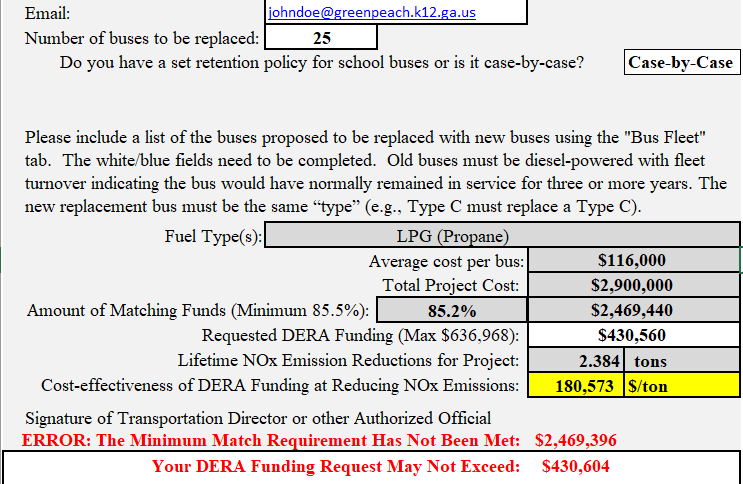 Email: johndoe@greenpeach.k12.ga.us
Number of buses to be replaced: 25
Do you have a set retention policy for school buses or is it case-by-case? Case-by-Case
Please include a list of the buses proposed to be replaced with new buses using the "Bus Fleet"
tab. The white/blue fields need to be completed. Old buses must be diesel-powered with fleet
turnover indicating the bus would have normally remained in service for three or more years. The
new replacement bus must be the same “type” (e.g., Type C must replace a Type C).
Fuel Type(s): LPG (Propane)
Average cost per bus: $116,000
Total Project Cost: $2,900,000
Amount of Matching Funds (Minimum 85.5%): 85.2% $2,469,440
Requested DERA Funding (Max $636,968): $430,560
Lifetime NOx Emission Reductions for Project: 2.384 tons
Cost-effectiveness of DERA Funding at Reducing NOx Emissions: 180,573 $/ton
Signature of Transportation Director or other Authorized Official
ERROR: The Minimum Match Requirement Has Not Been Met: $2,469,396
Your DERA Funding Request May Not Exceed: $430,604